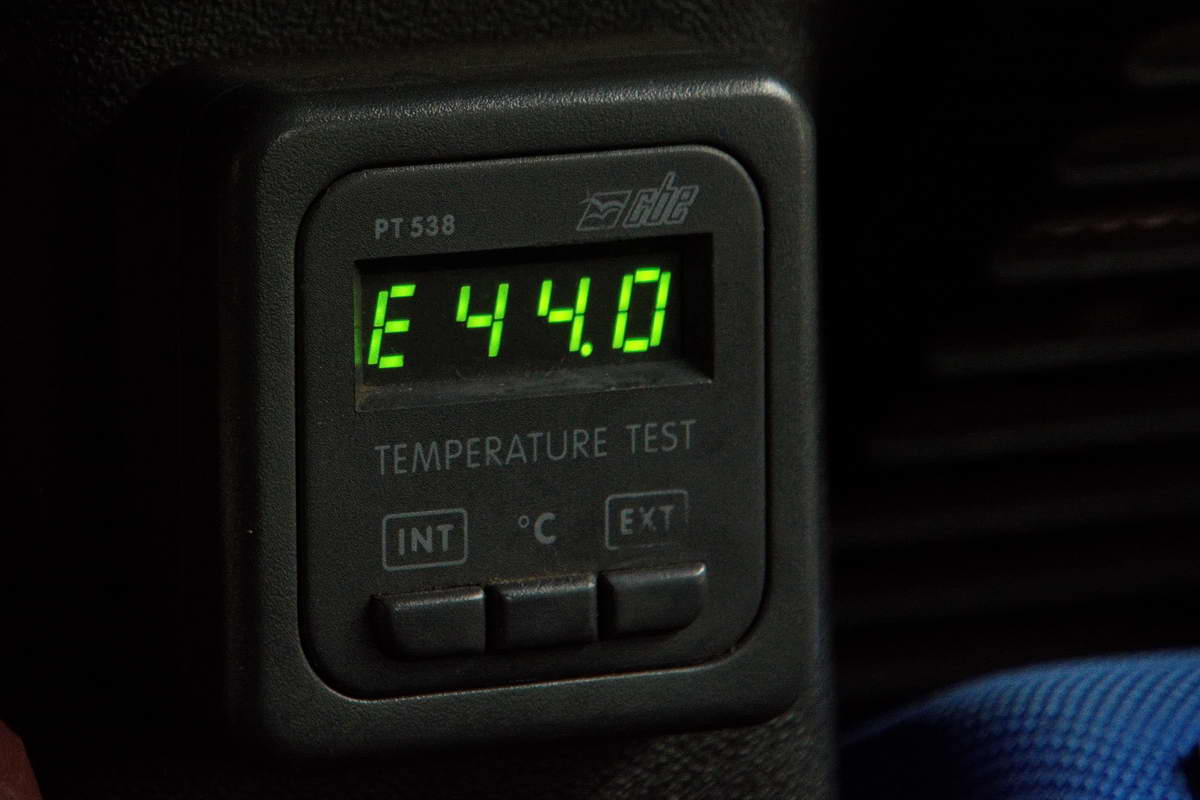 PT 538 cbe
E 44.0
TEMPERATURE TEST
INT °C EXT